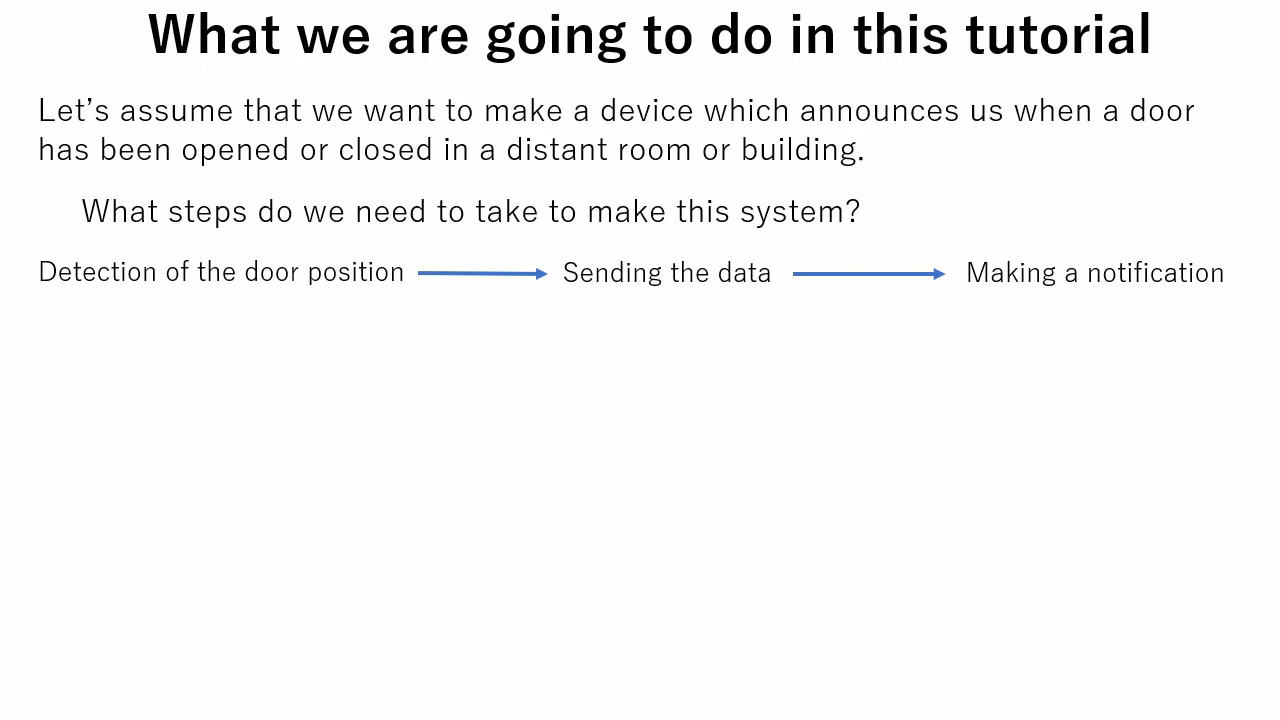 What we are going to do in this tutorial
Let’s assume that we want to make a device which announces us when a door
has been opened or closed in a distant room or building.
What steps do we need to take to make this system?
Detection of the door position
Sending the data
Making a notification